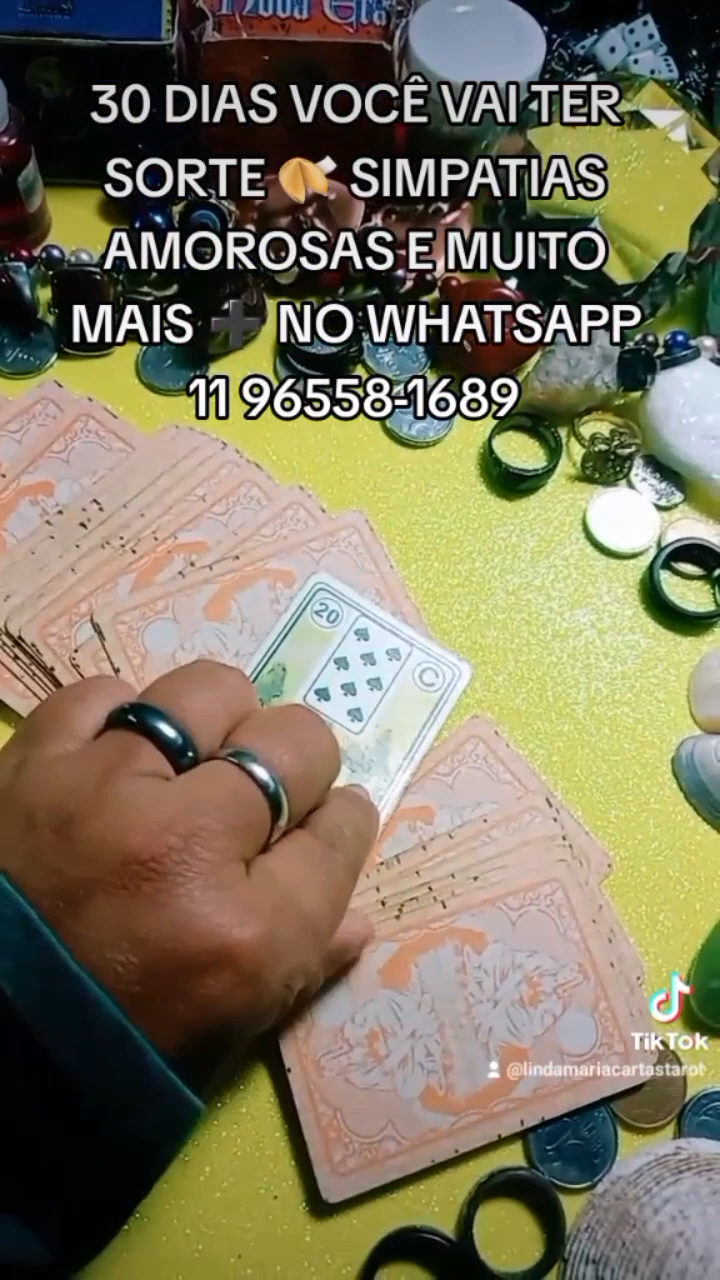 30 DIAS VOCÊ VAI TER
SORTE 🥠 SIMPATIAS
AMOROSAS E MUITO
MAIS ➕ NO WHATSAPP
11 96558-1689
20
C
TikTok
@lindamariacartastarot